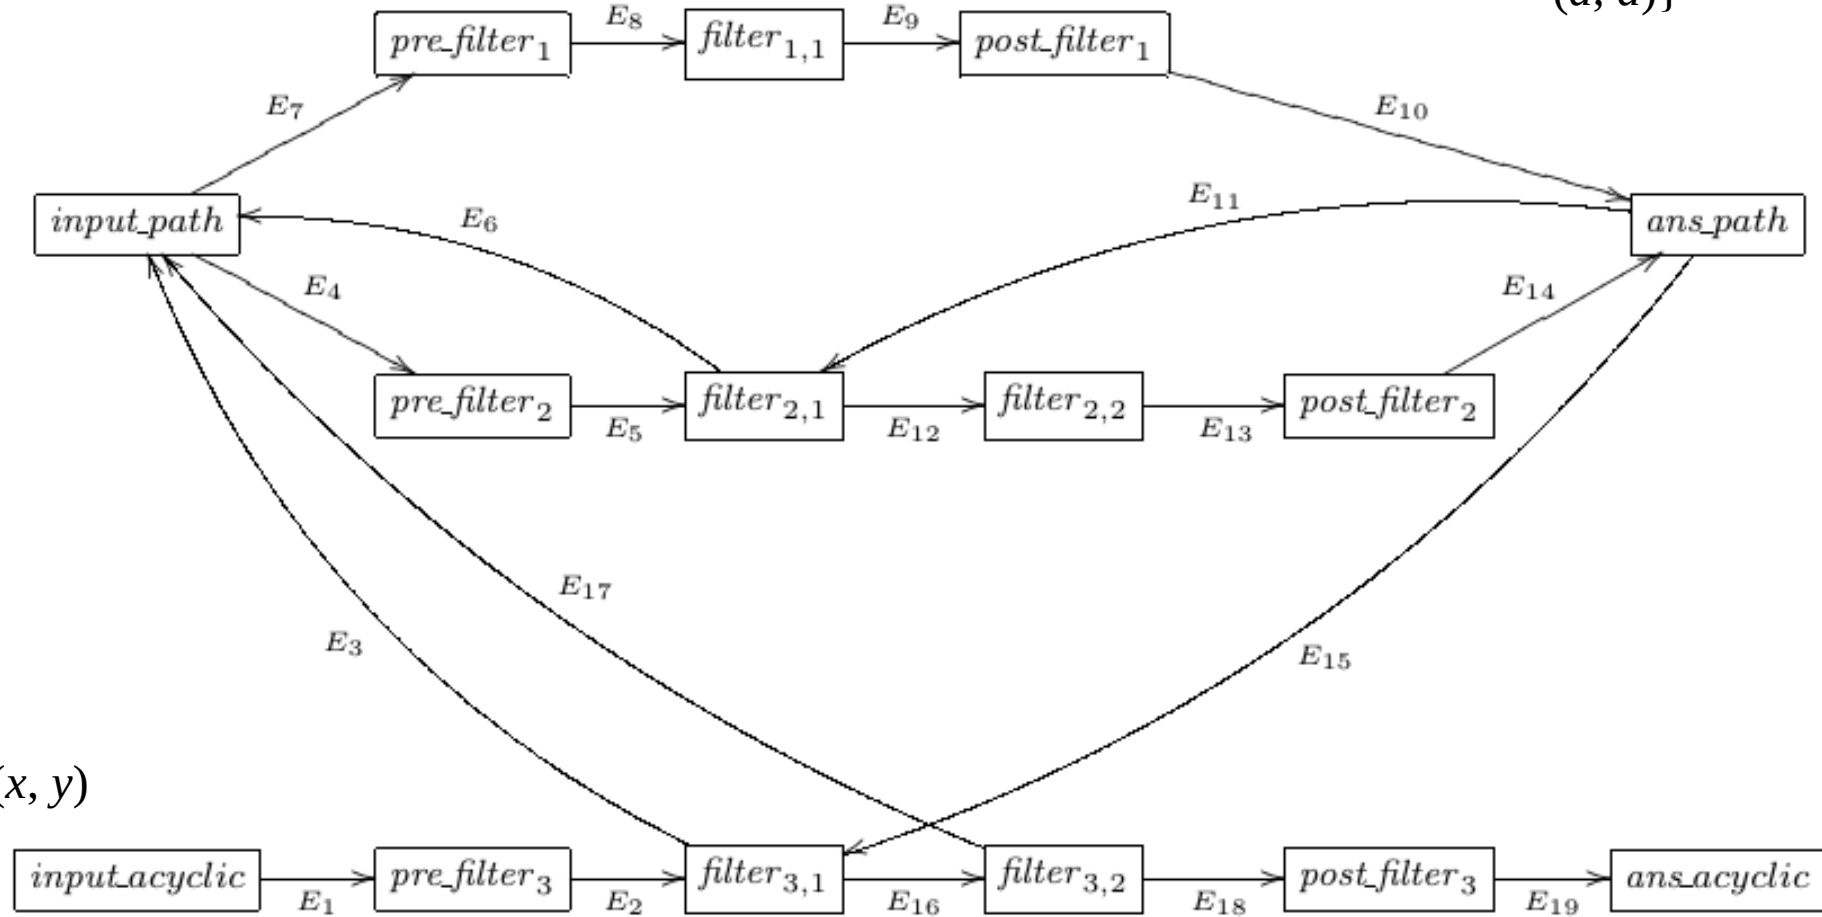 (a, a)}
E8
E9
pre_filter1
filter1,1
post_filter1
E7
E10
E11
input_path
E6
ans_path
E4
E14
pre_filter2
filter2,1
filter2,2
post_filter2
E5
E12
E13
E17
E3
E15
(x, y)
input_acyclic
pre_filter3
filter3,1
filter3,2
post_filter3
ans_acyclic
E1
E2
E16
E18
E19